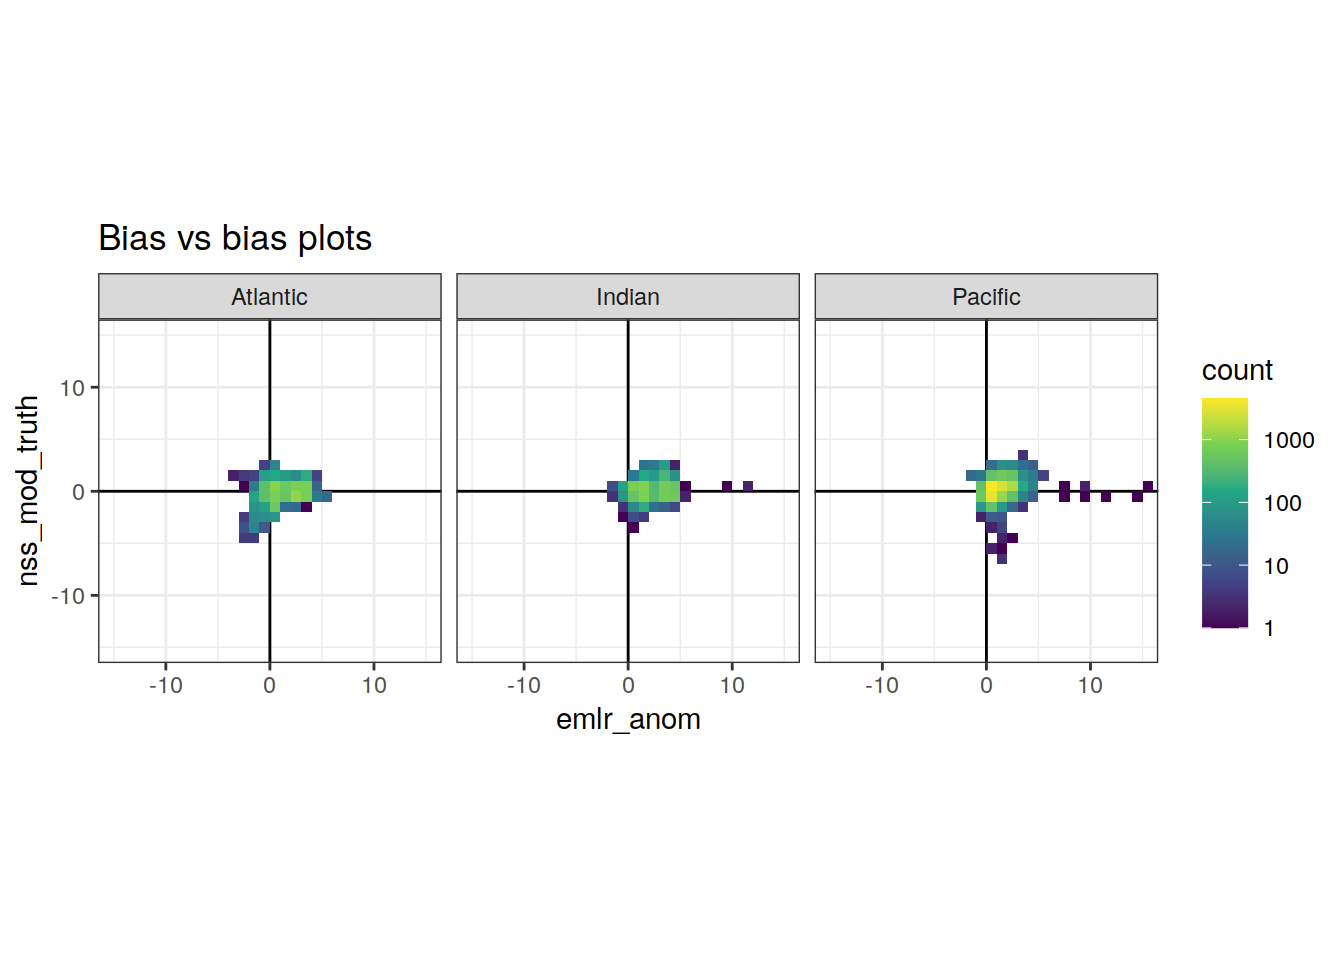 Bias vs bias plots
Atlantic
Indian
Pacific
nss_mod_truth
10
0
-10
-10 0 10
-10 0 10
-10 0 10
emlr_anom
count
1000
100
10
1